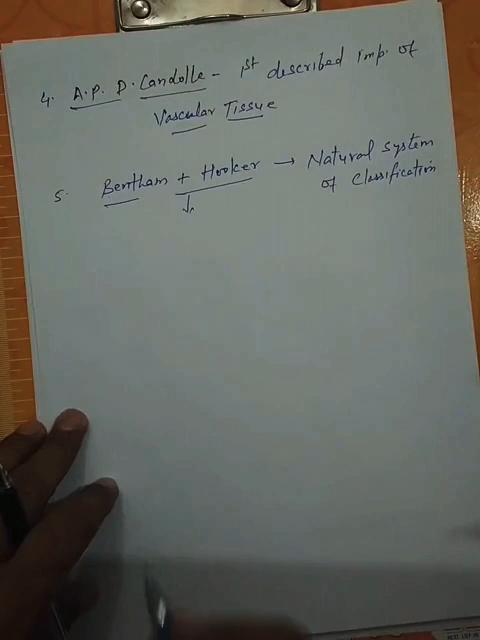 4. A.P. D. Candolle - 1st described imp. of
Vascular Tissue
5. Bentham + Hooker → Natural system
of Classification